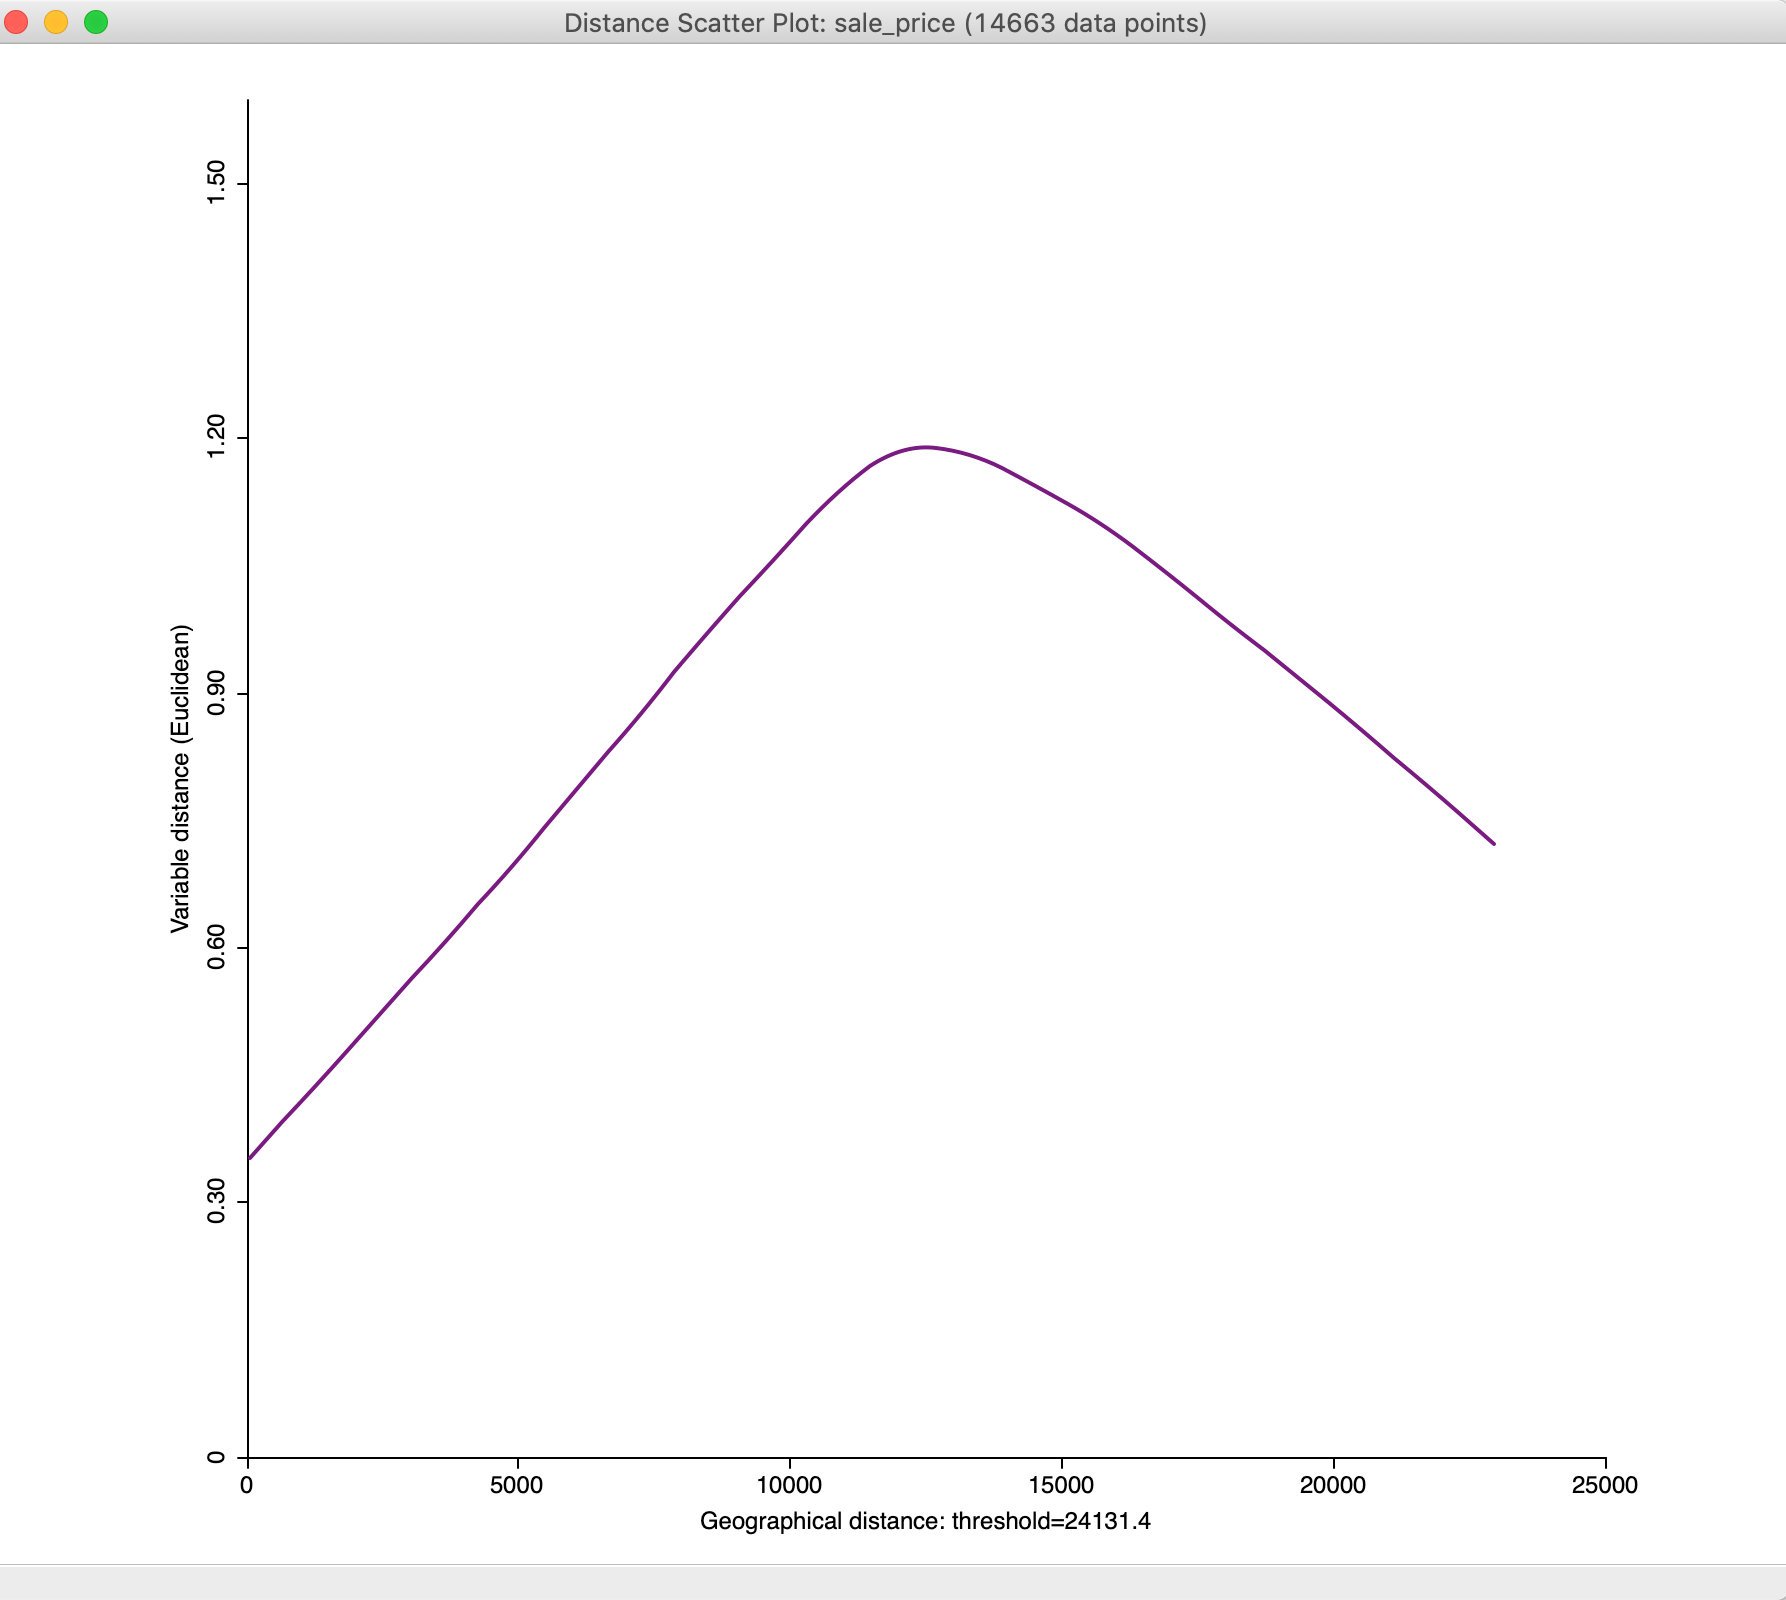 Distance Scatter Plot: sale_price (14663 data points)
1.50
1.20
0.90
0.60
0.30
0
Variable distance (Euclidean)
0 5000 10000 15000 20000 25000
Geographical distance: threshold=24131.4